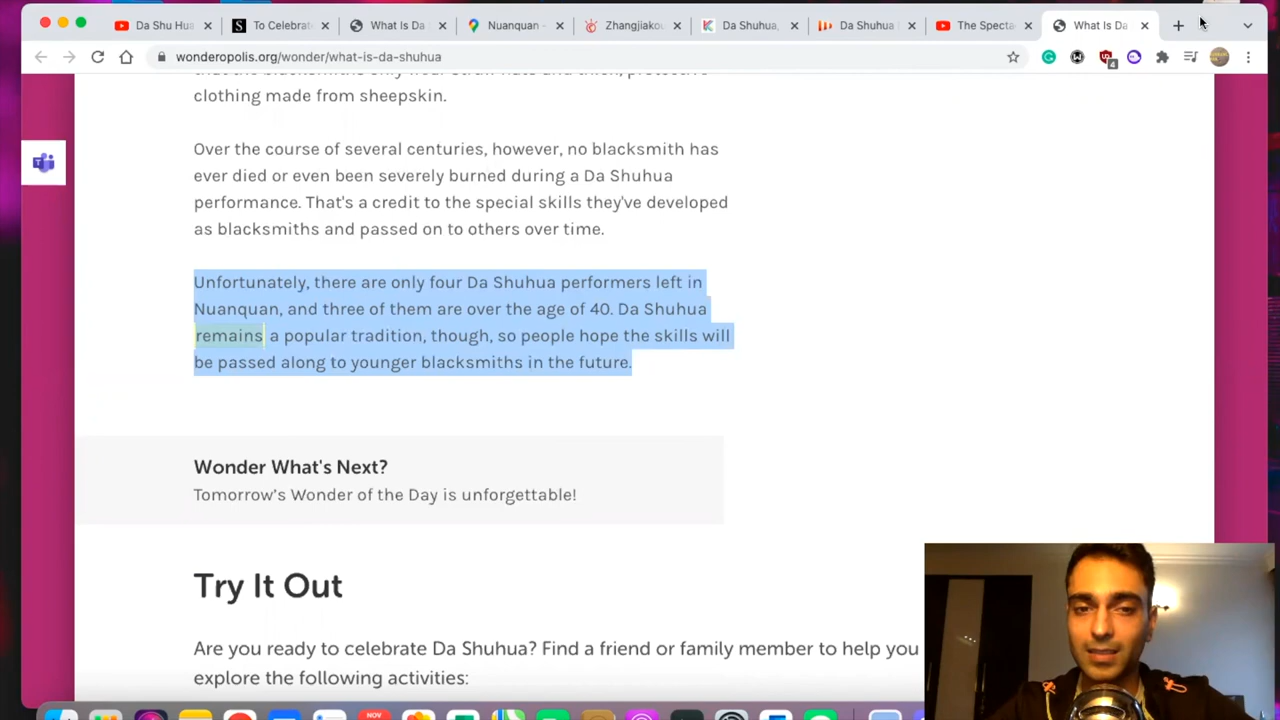 Da Shu Hua
To Celebrat
What Is Da
Nuanquan -
Zhangjiakou
Da Shuhua,
Da Shuhua
The Specta
What Is Da
wonderopolis.org/wonder/what-is-da-shuhua
4
clothing made from sheepskin.
Over the course of several centuries, however, no blacksmith has
ever died or even been severely burned during a Da Shuhua
performance. That's a credit to the special skills they've developed
as blacksmiths and passed on to others over time.
Unfortunately, there are only four Da Shuhua performers left in
Nuanquan, and three of them are over the age of 40. Da Shuhua
remains a popular tradition, though, so people hope the skills will
be passed along to younger blacksmiths in the future.
Wonder What's Next?
Tomorrow's Wonder of the Day is unforgettable!
Try It Out
Are you ready to celebrate Da Shuhua? Find a friend or family member to help you
explore the following activities:
NOV